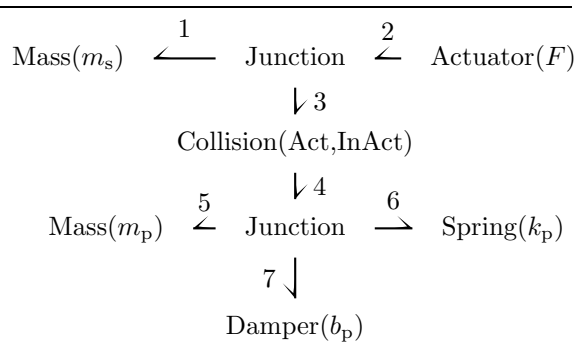 1 2
Mass(m_s) Junction Actuator(F)
3
Collision(Act,InAct)
4
5 6
Mass(m_p) Junction Spring(k_p)
7
Damper(b_p)